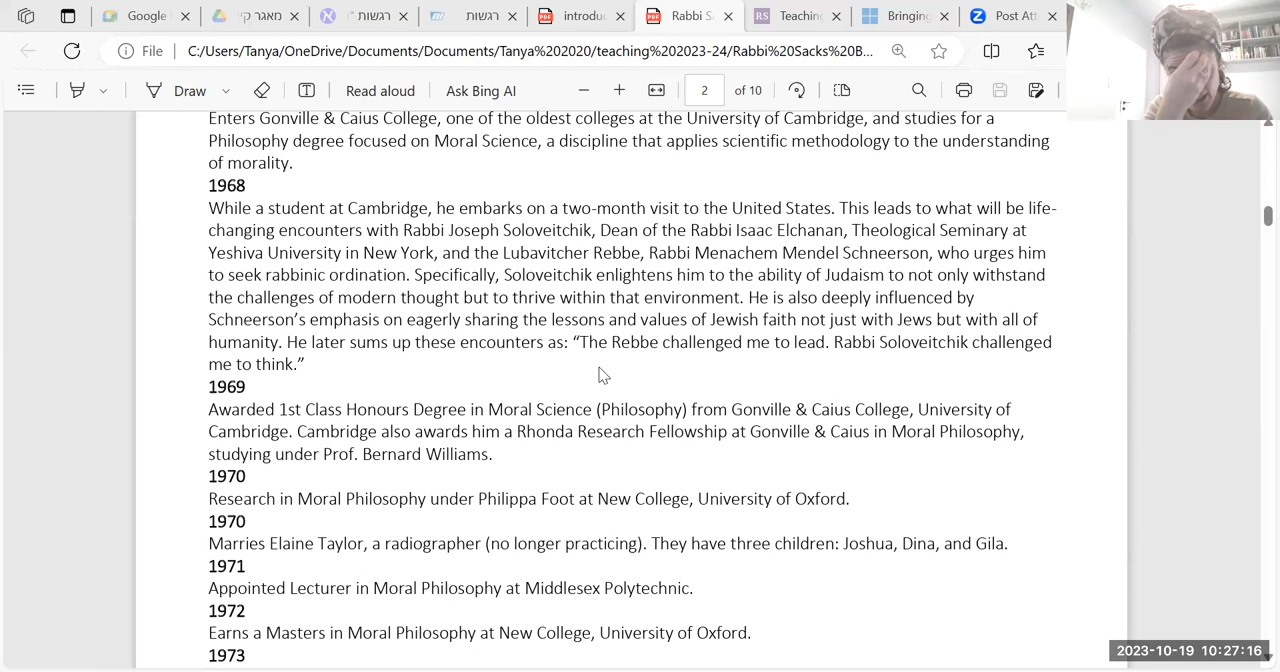 Google
מאגר קי
רגשות "ו
רגשות
introduc
Rabbi S
Teaching
Bringing
Post Att
File
C:/Users/Tanya/OneDrive/Documents/Documents/Tanya%202020/teaching%202023-24/Rabbi%20Sacks%20B...
Draw
Read aloud
Ask Bing AI
2
of 10
Enters Gonville & Caius College, one of the oldest colleges at the University of Cambridge, and studies for a
Philosophy degree focused on Moral Science, a discipline that applies scientific methodology to the understanding
of morality.
1968
While a student at Cambridge, he embarks on a two-month visit to the United States. This leads to what will be life-
changing encounters with Rabbi Joseph Soloveitchik, Dean of the Rabbi Isaac Elchanan, Theological Seminary at
Yeshiva University in New York, and the Lubavitcher Rebbe, Rabbi Menachem Mendel Schneerson, who urges him
to seek rabbinic ordination. Specifically, Soloveitchik enlightens him to the ability of Judaism to not only withstand
the challenges of modern thought but to thrive within that environment. He is also deeply influenced by
Schneerson’s emphasis on eagerly sharing the lessons and values of Jewish faith not just with Jews but with all of
humanity. He later sums up these encounters as: “The Rebbe challenged me to lead. Rabbi Soloveitchik challenged
me to think.”
1969
Awarded 1st Class Honours Degree in Moral Science (Philosophy) from Gonville & Caius College, University of
Cambridge. Cambridge also awards him a Rhonda Research Fellowship at Gonville & Caius in Moral Philosophy,
studying under Prof. Bernard Williams.
1970
Research in Moral Philosophy under Philippa Foot at New College, University of Oxford.
1970
Marries Elaine Taylor, a radiographer (no longer practicing). They have three children: Joshua, Dina, and Gila.
1971
Appointed Lecturer in Moral Philosophy at Middlesex Polytechnic.
1972
Earns a Masters in Moral Philosophy at New College, University of Oxford.
1973
2023-10-19 10:27:16